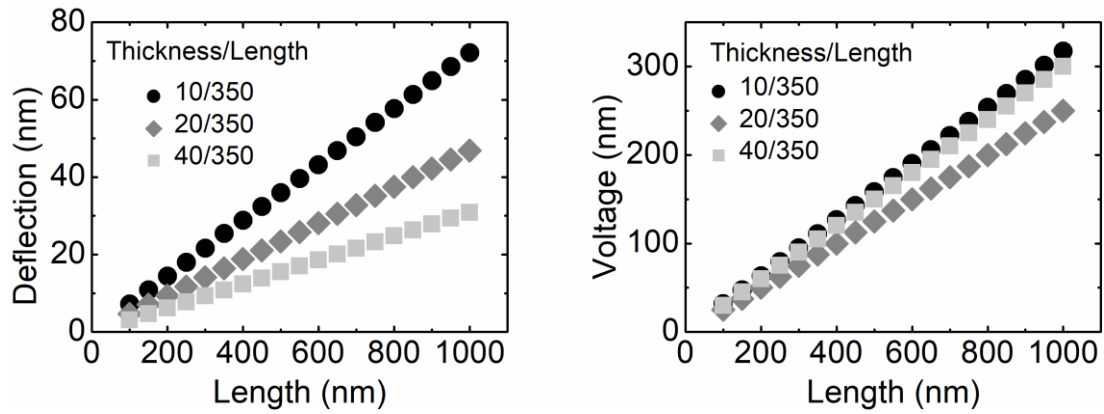 80
60
40
20
0
Deflection (nm)
Thickness/Length
10/350
20/350
40/350
0 200 400 600 800 1000
Length (nm)
300
200
100
0
Voltage (nm)
Thickness/Length
10/350
20/350
40/350
0 200 400 600 800 1000
Length (nm)